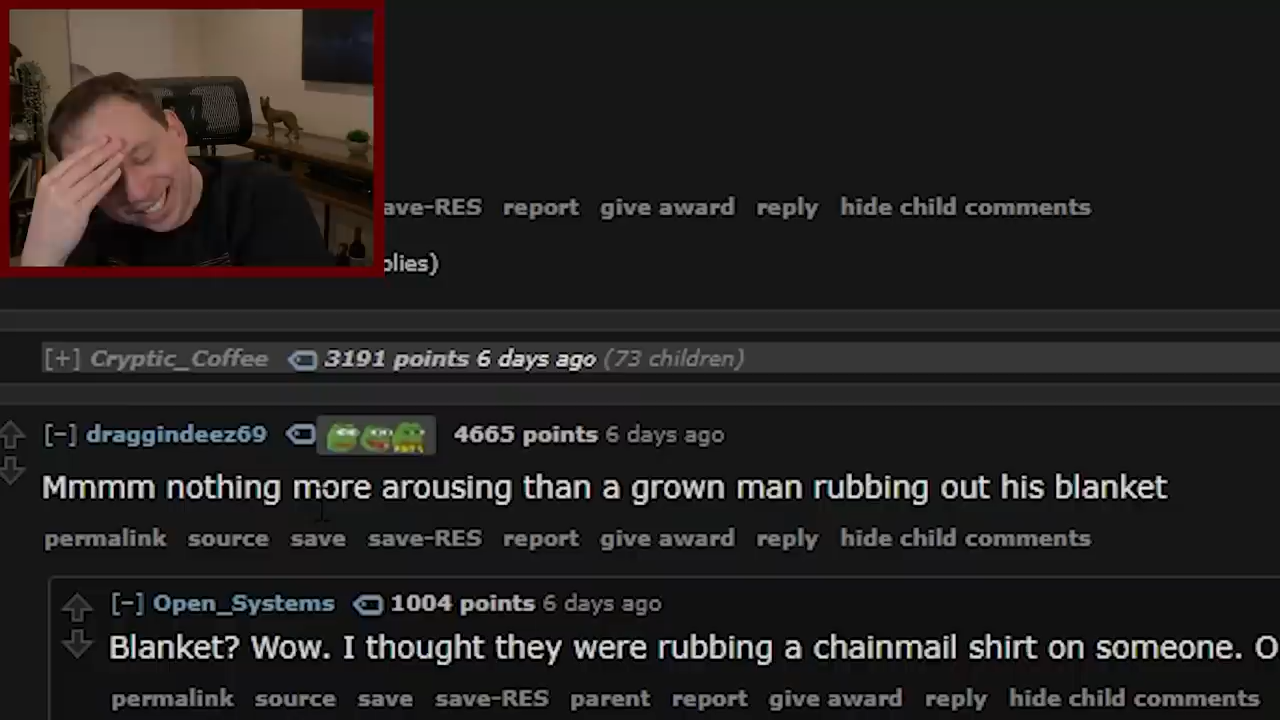 save-RES report give award reply hide child comments
plies)
[+] Cryptic_Coffee 3191 points 6 days ago (73 children)
[-] draggindeez69 4665 points 6 days ago
Mmmm nothing more arousing than a grown man rubbing out his blanket
permalink source save save-RES report give award reply hide child comments
[-] Open_Systems 1004 points 6 days ago
Blanket? Wow. I thought they were rubbing a chainmail shirt on someone. O
permalink source save save-RES parent report give award reply hide child comments